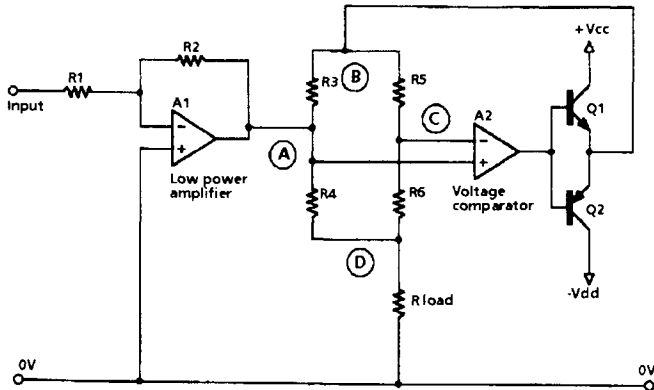 +Vcc
R2
R1
R3
B
R5
Input
A1
C
A2
Q1
A
Low power
amplifier
R4
R6
Voltage
comparator
Q2
D
-Vdd
Rload
0V
0V